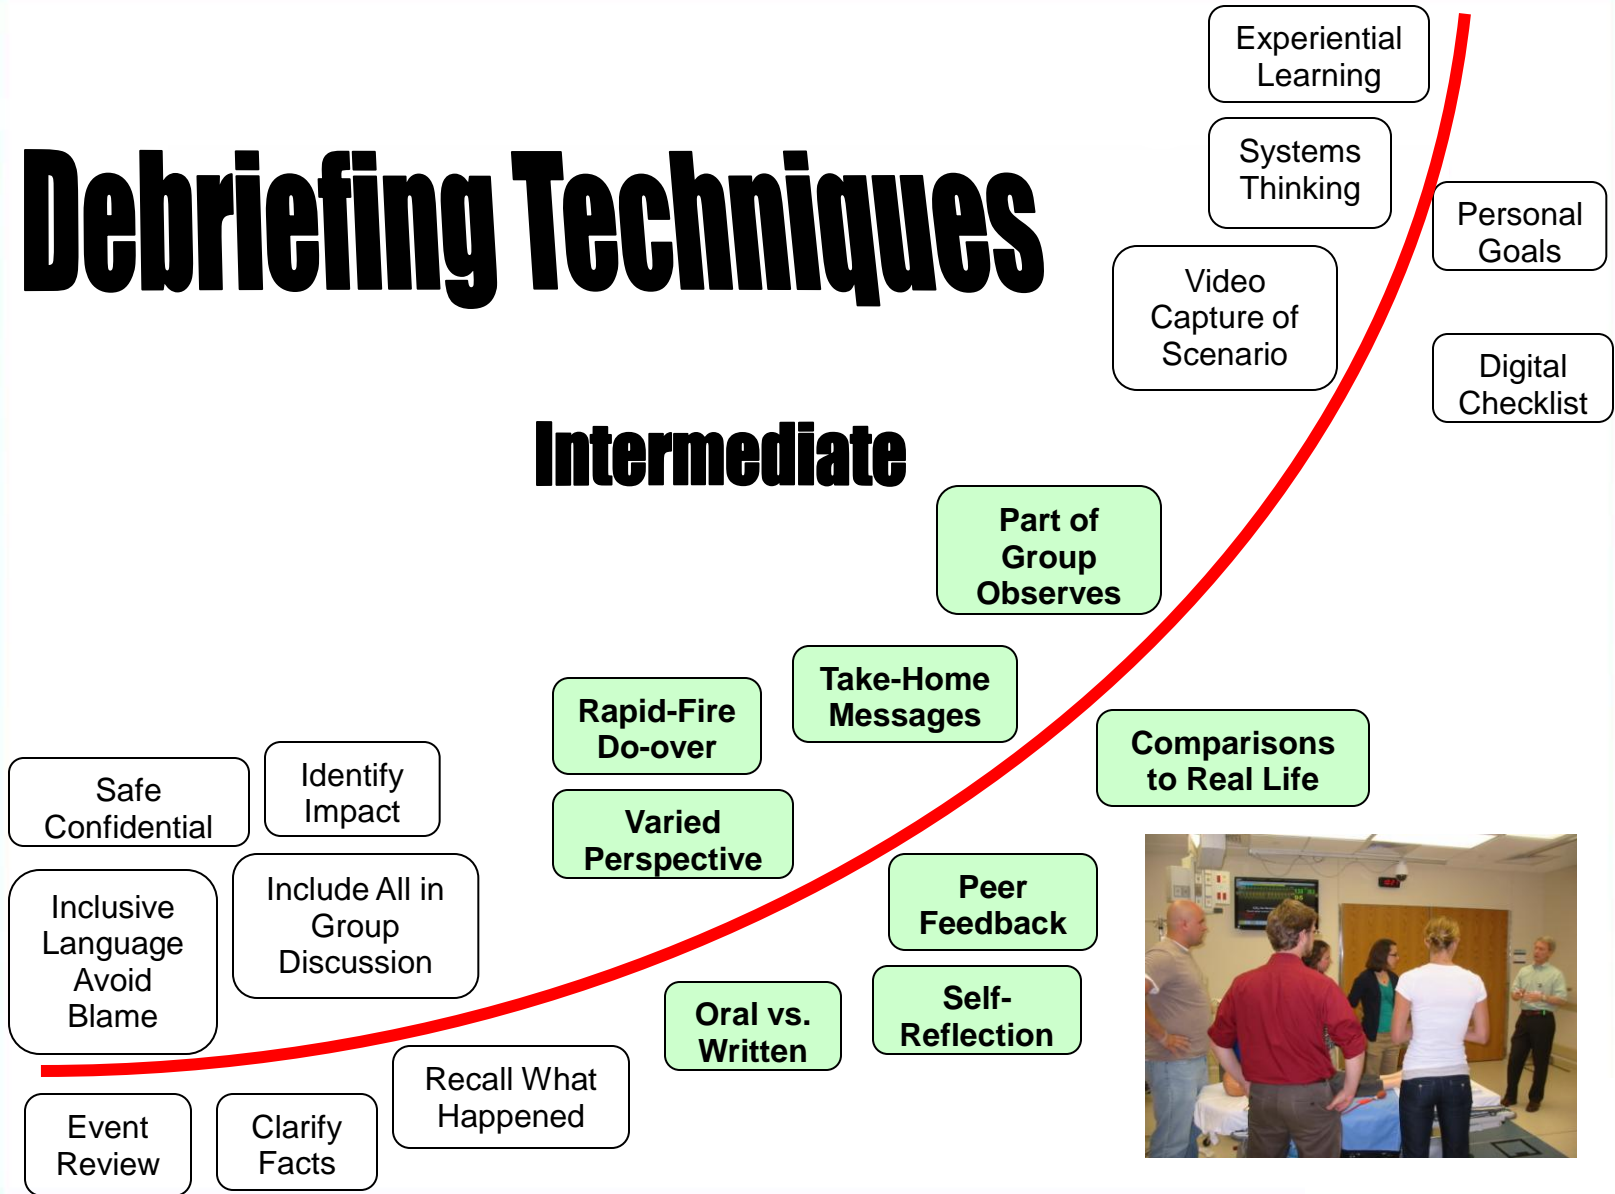 Debriefing Techniques
Intermediate
Experiential
Learning
Systems
Thinking
Personal
Goals
Video
Capture of
Scenario
Digital
Checklist
Part of
Group
Observes
Take-Home
Messages
Rapid-Fire
Do-over
Comparisons
to Real Life
Varied
Perspective
Safe
Confidential
Identify
Impact
Inclusive
Language
Avoid
Blame
Include All in
Group
Discussion
Peer
Feedback
Self-
Reflection
Oral vs.
Written
Recall What
Happened
Event
Review
Clarify
Facts